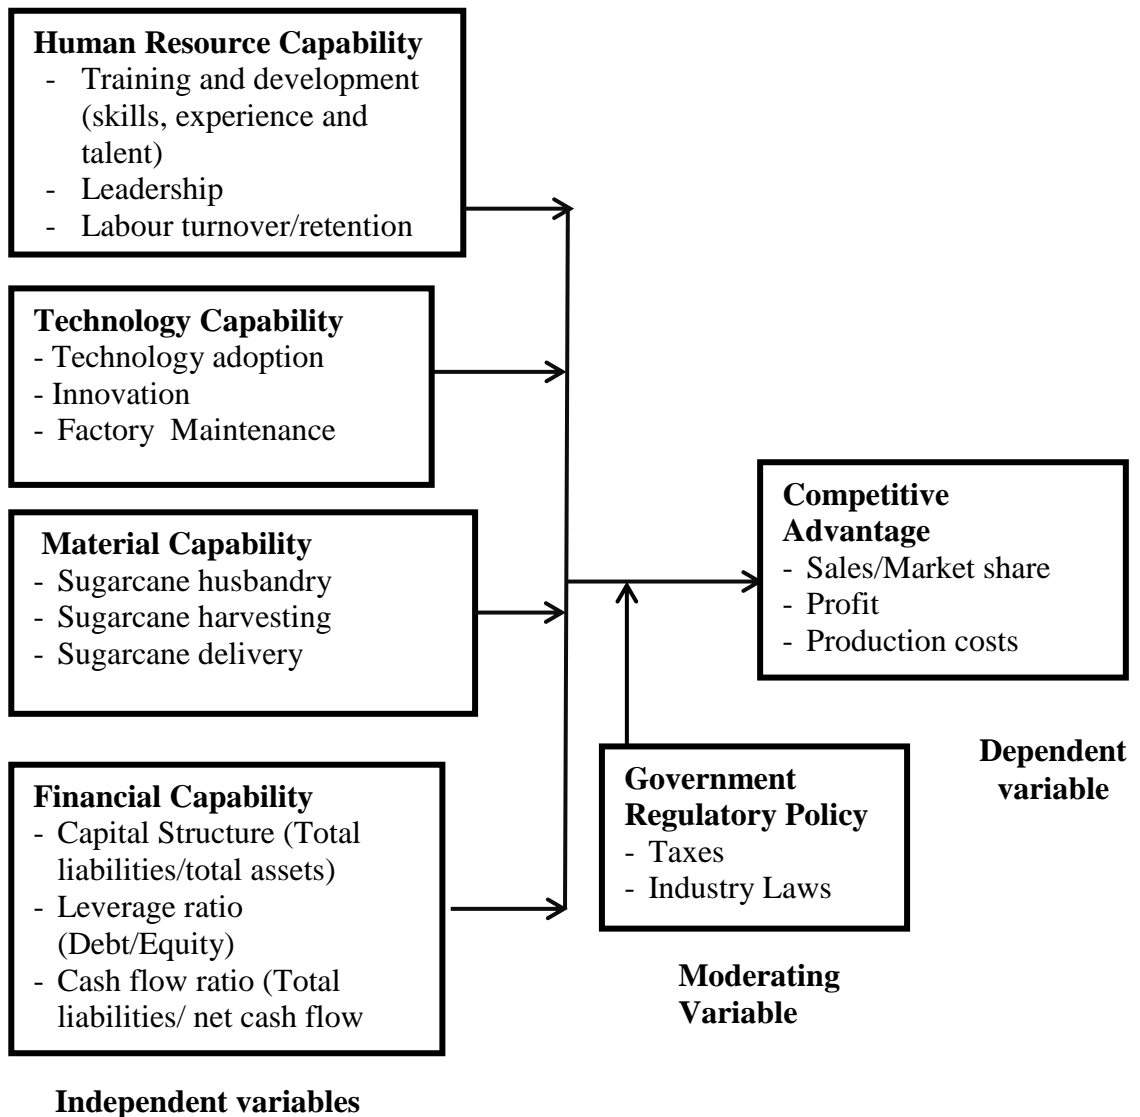 Human Resource Capability
- Training and development
(skills, experience and
talent)
- Leadership
- Labour turnover/retention
Technology Capability
- Technology adoption
- Innovation
- Factory Maintenance
Material Capability
- Sugarcane husbandry
- Sugarcane harvesting
- Sugarcane delivery
Financial Capability
- Capital Structure (Total
liabilities/total assets)
- Leverage ratio
(Debt/Equity)
- Cash flow ratio (Total
liabilities/ net cash flow
Independent variables
Government
Regulatory Policy
- Taxes
- Industry Laws
Moderating
Variable
Competitive
Advantage
- Sales/Market share
- Profit
- Production costs
Dependent
variable